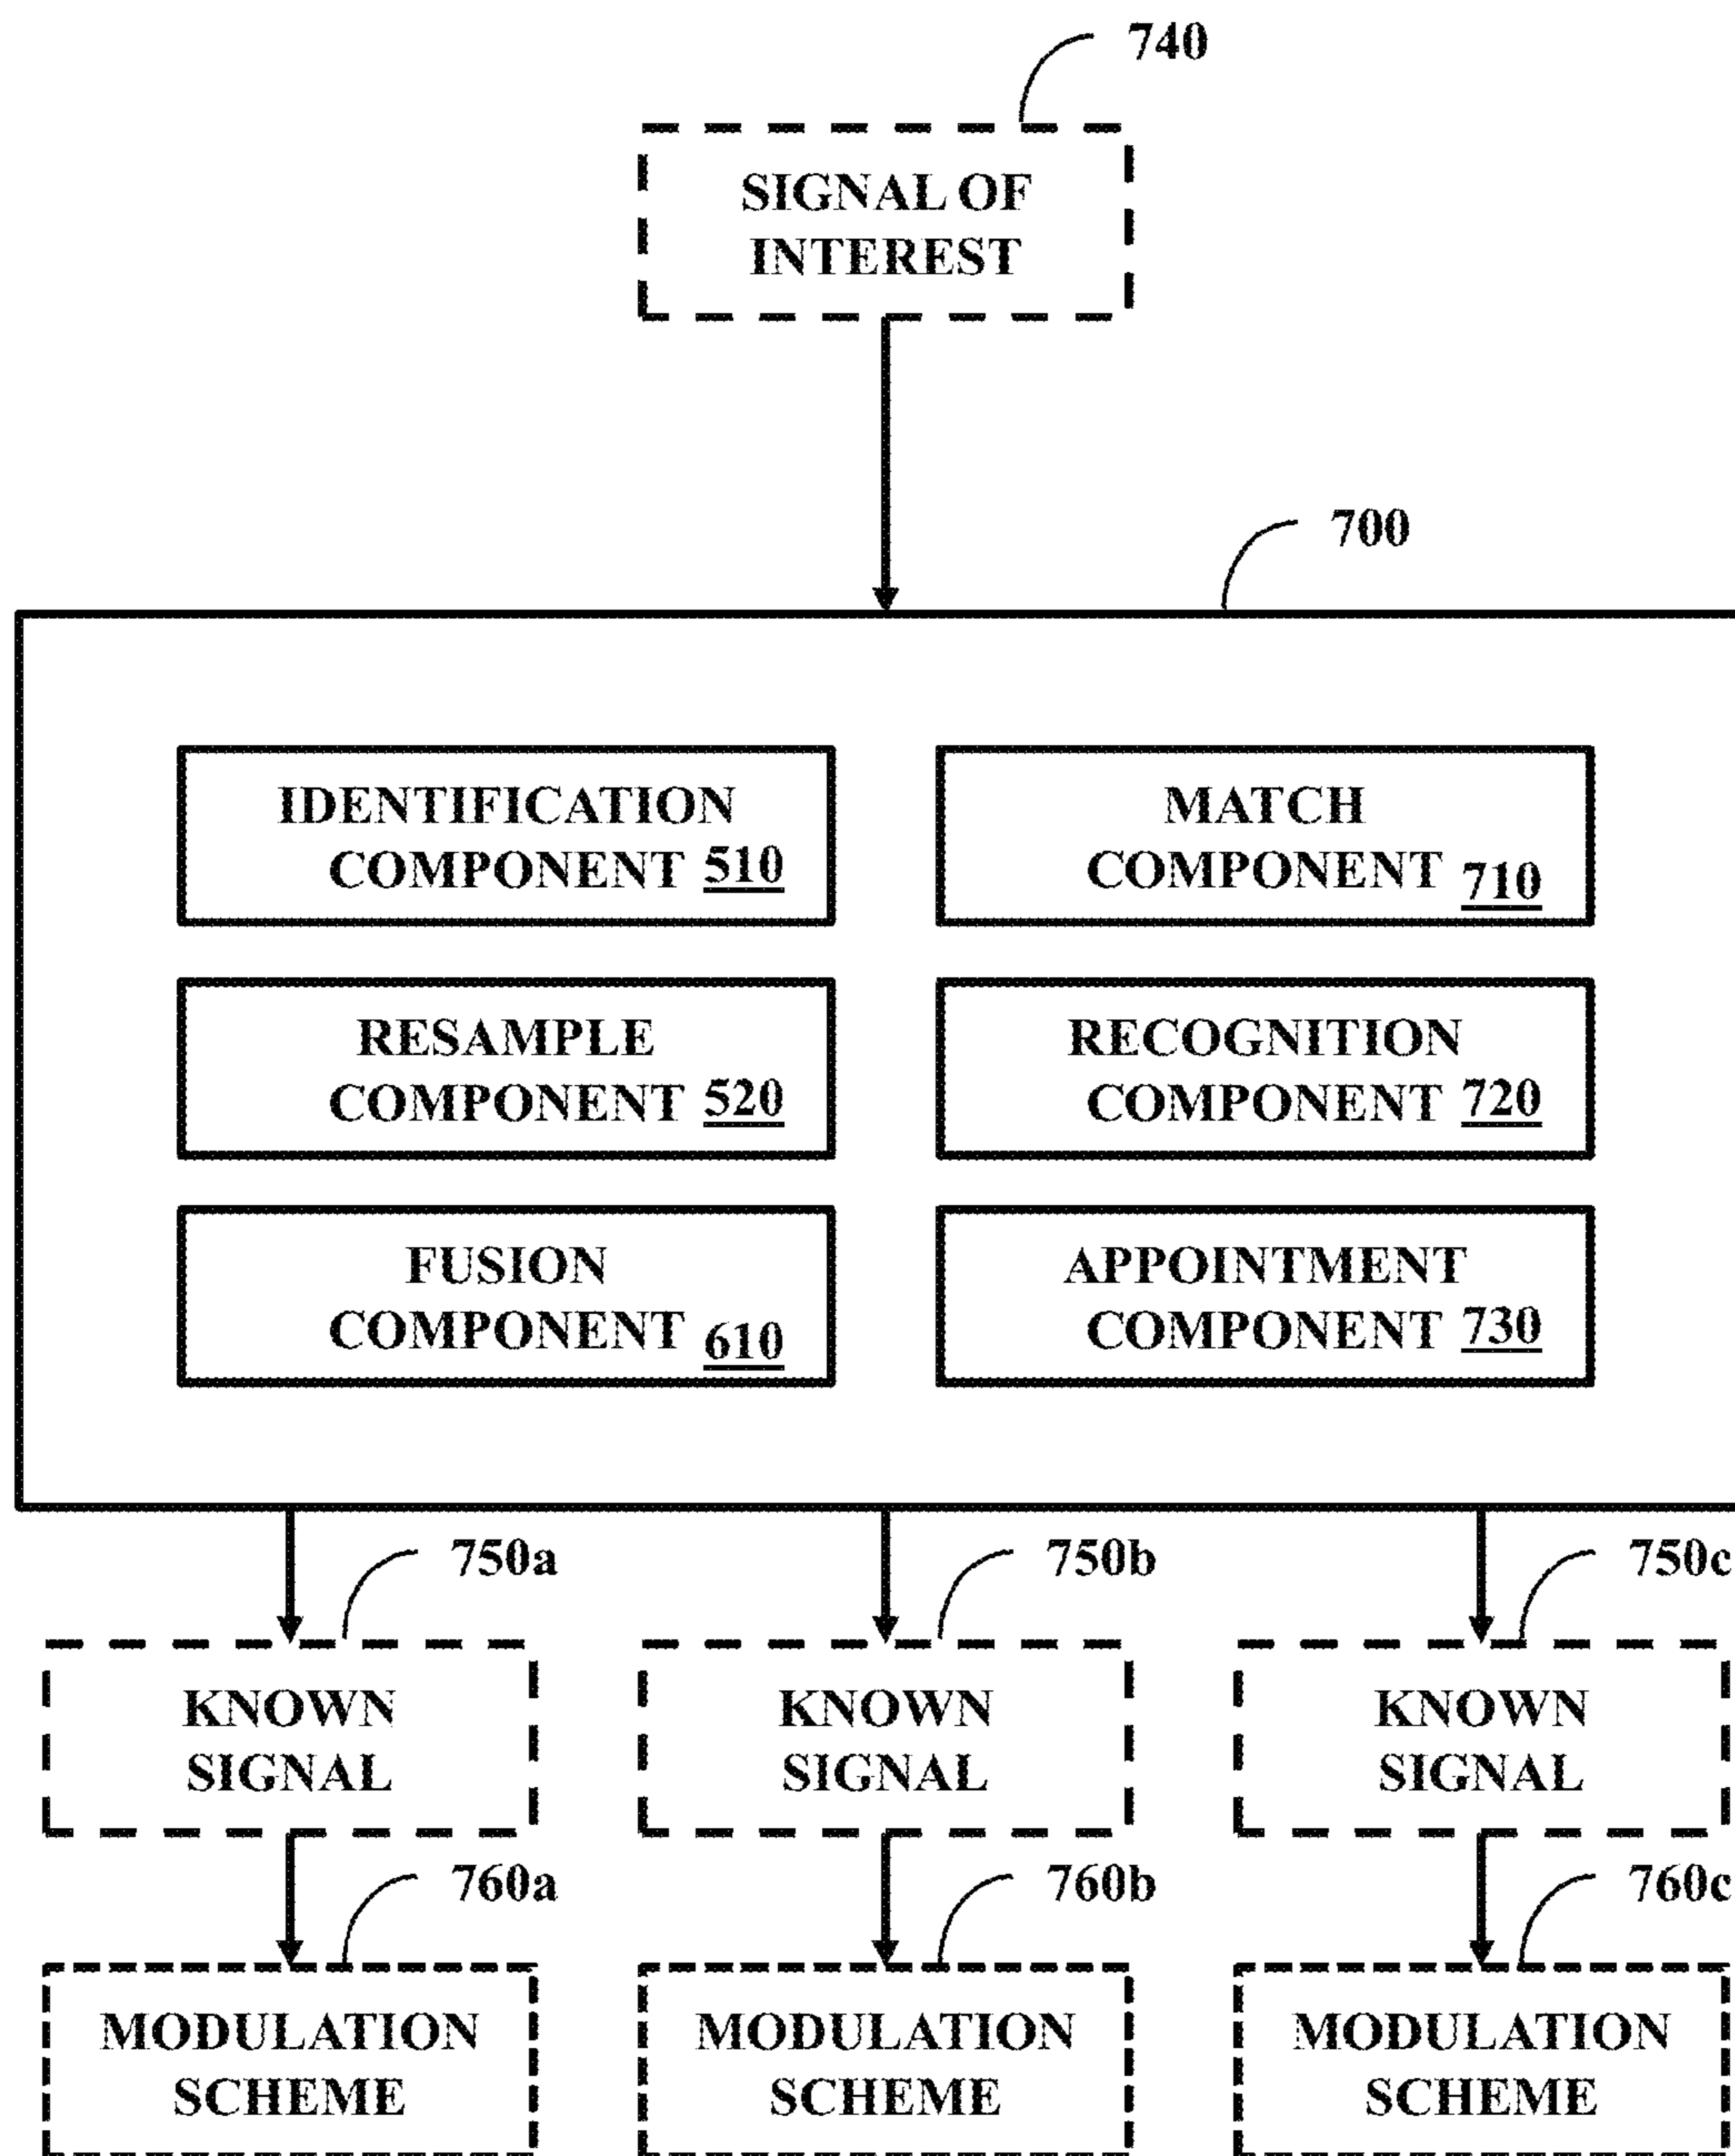 740
SIGNAL OF
INTEREST
700
IDENTIFICATION
COMPONENT 510
MATCH
COMPONENT 710
RESAMPLE
COMPONENT 520
RECOGNITION
COMPONENT 720
FUSION
COMPONENT 610
APPOINTMENT
COMPONENT 730
750a
750b
750c
KNOWN
SIGNAL
KNOWN
SIGNAL
KNOWN
SIGNAL
760a
760b
760c
MODULATION
SCHEME
MODULATION
SCHEME
MODULATION
SCHEME